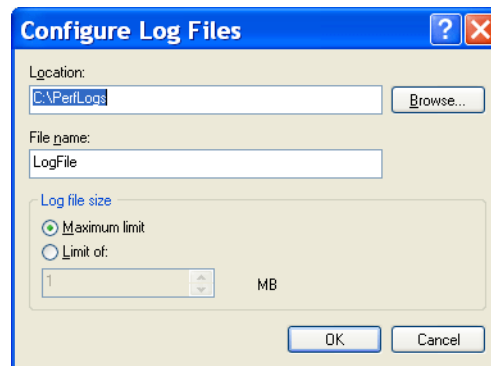 Configure Log Files
?
Location:
C:\PerfLogs
Browse...
File name:
LogFile
Log file size
Maximum limit
Limit of:
1
MB
OK
Cancel